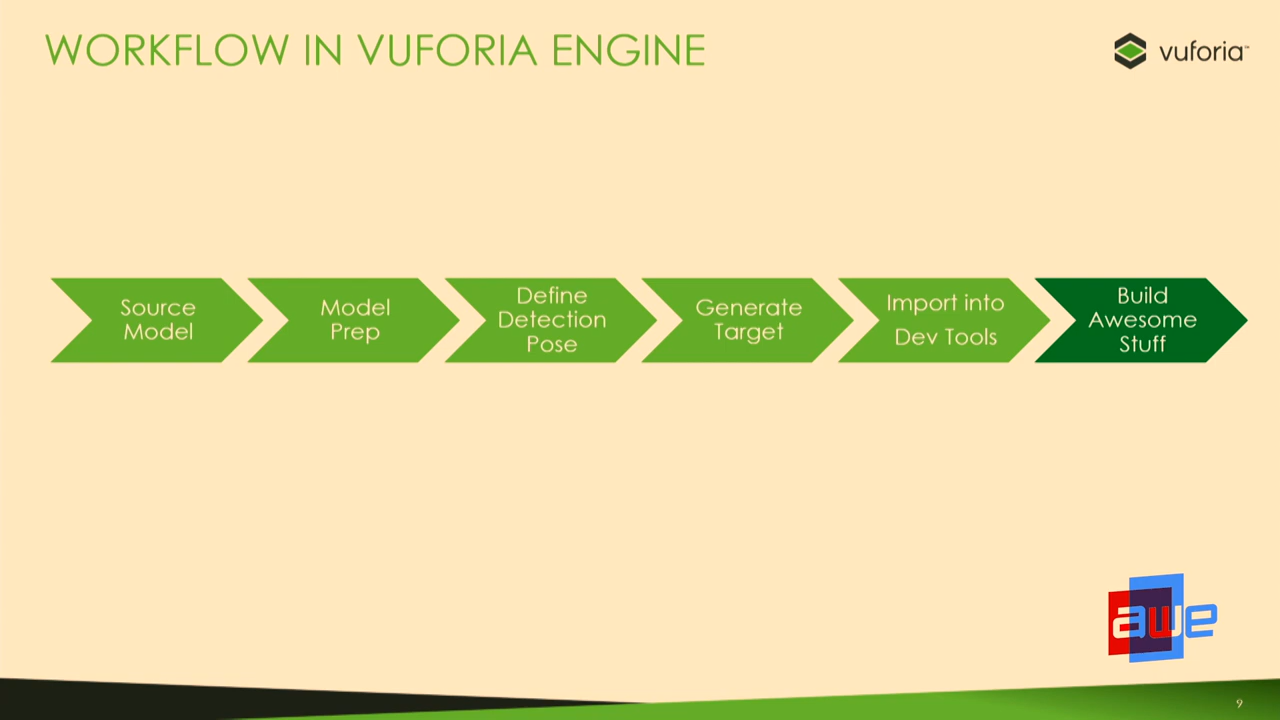 WORKFLOW IN VUFORIA ENGINE
vuforia™
Source
Model
Model
Prep
Define
Detection
Pose
Generate
Target
Import into
Dev Tools
Build
Awesome
Stuff
awe
9